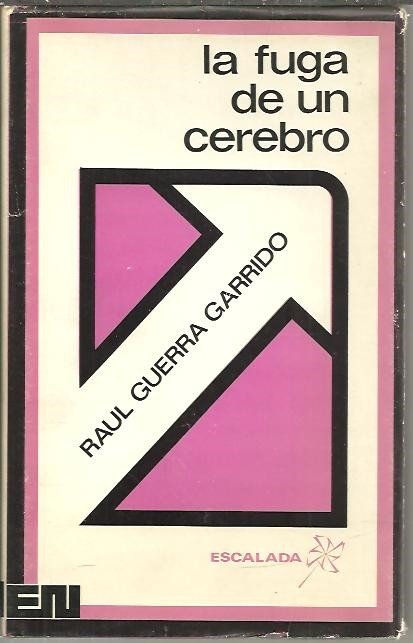 la fuga
de un
cerebro
RAUL GUERRA GARRIDO
ESCALADA
EN